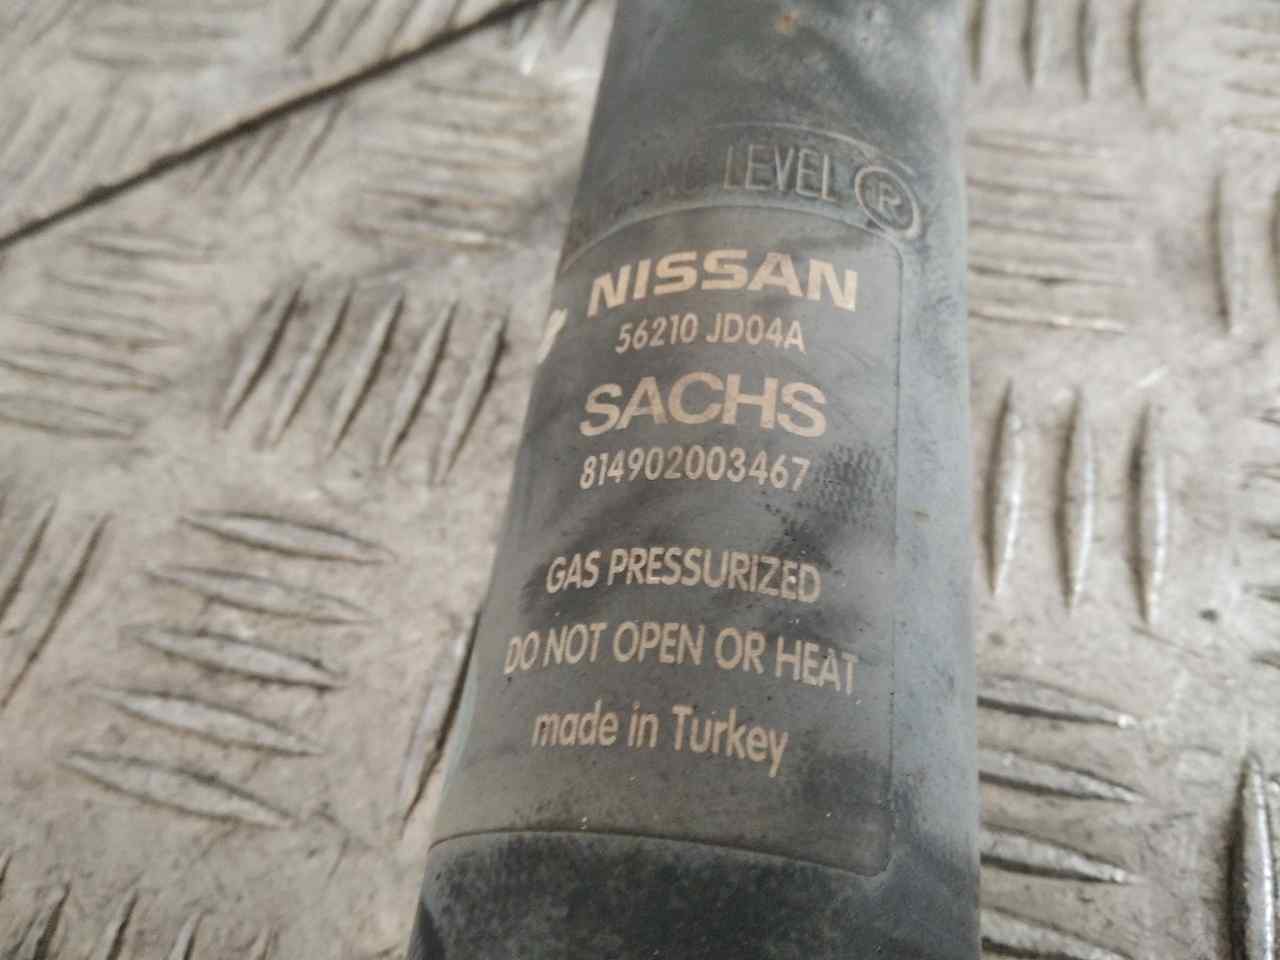 LEVEL ®
NISSAN
56210 JD04A
SACHS
814902003467
GAS PRESSURIZED
DO NOT OPEN OR HEAT
made in Turkey